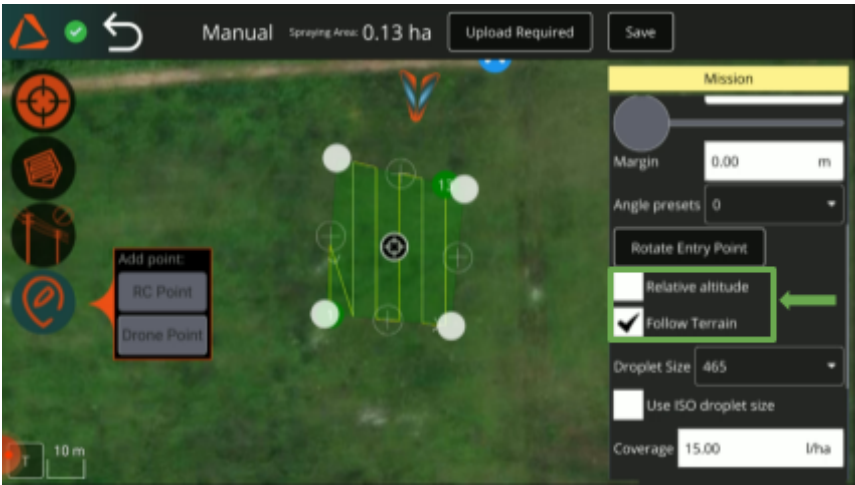 Manual Spraying Area: 0.13 ha Upload Required Save
Mission
Margin 0.00 m
Angle presets 0
Rotate Entry Point
Relative altitude
Follow Terrain
Droplet Size 465
Use ISO droplet size
Coverage 15.00 l/ha
Add point:
RC Point
Drone Point
13
1
T
10 m